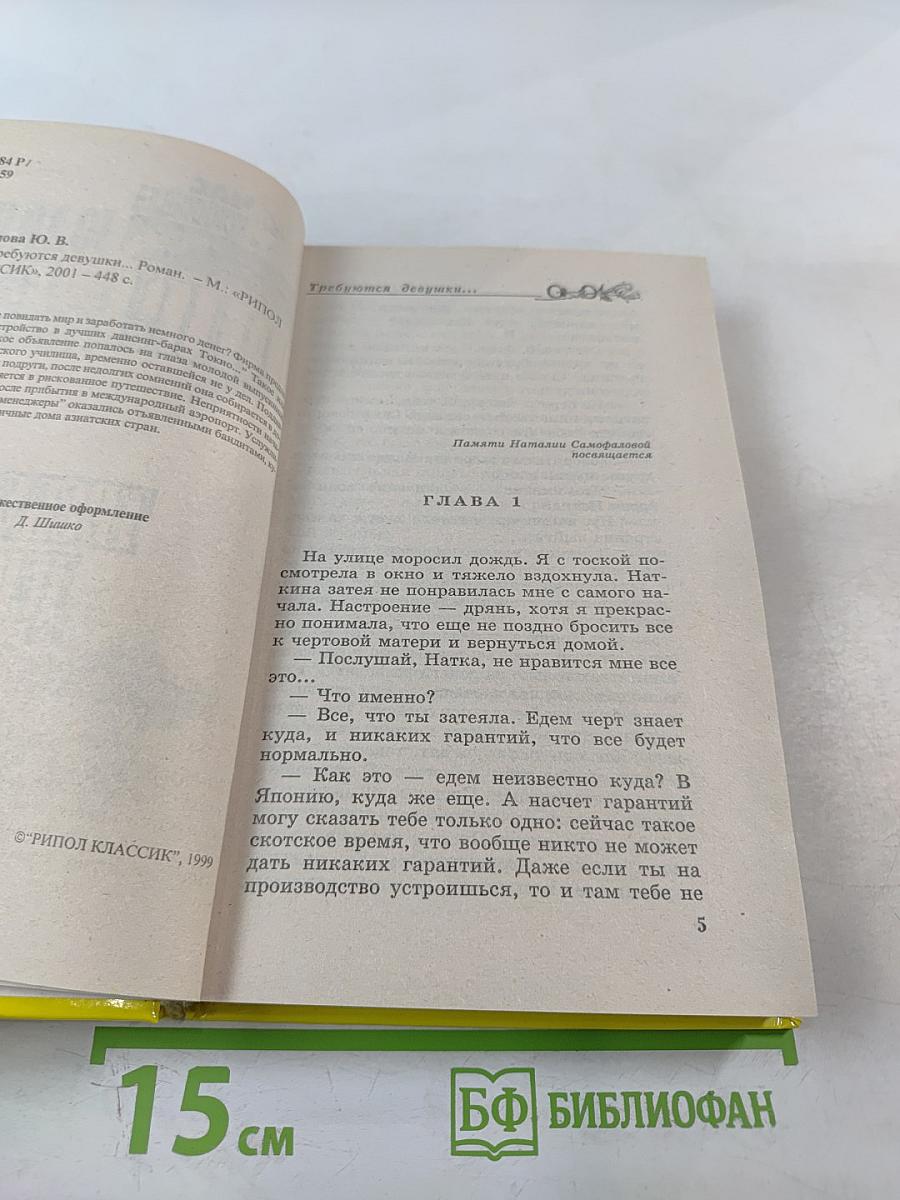 84 Р/
59
ова Ю. В.
ребуются девушки... Роман. – М.: «РИПОЛ
СИК», 2001 – 448 с.
повидать мир и заработать немного денег? Фирма
тройство в лучших дансинг-барах Токио..." Такое
кое объявление попалось на глаза молодой
ского училища, временно оставшейся не у дел.
подруги, после недолгих сомнений она собирается в
яется в рискованное путешествие. Неприятности
осле прибытия в международный аэропорт.
менеджеры" оказались отъявленными бандитами,
ичные дома азиатских стран.
жественное оформление
Д. Шишко
©"РИПОЛ КЛАССИК", 1999
Требуются девушки...
Памяти Наталии Самофаловой
посвящается
ГЛАВА 1
На улице моросил дождь. Я с тоской по-
смотрела в окно и тяжело вздохнула. Нат-
кина затея не понравилась мне с самого на-
чала. Настроение — дрянь, хотя я прекрас-
но понимала, что еще не поздно бросить все
к чертовой матери и вернуться домой.
— Послушай, Натка, не нравится мне все
это...
— Что именно?
— Все, что ты затеяла. Едем черт знает
куда, и никаких гарантий, что все будет
нормально.
— Как это — едем неизвестно куда? В
Японию, куда же еще. А насчет гарантий
могу сказать тебе только одно: сейчас такое
скотское время, что вообще никто не может
дать никаких гарантий. Даже если ты на
производство устроишься, то и там тебе не
5
15 см
БФ БИБЛИОФАН